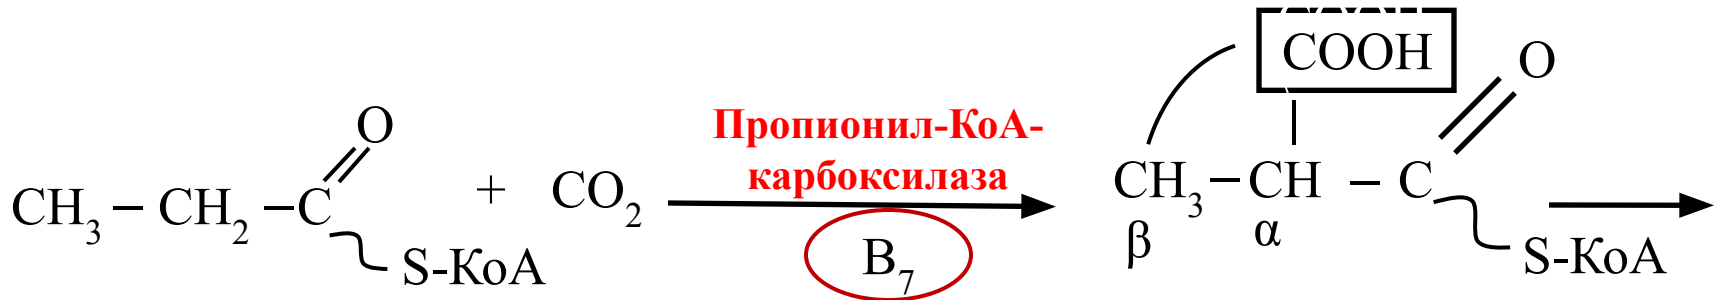 CH₃ – CH₂ – C
O
S-КоА
+ CO₂
Пропионил-КоА-
карбоксилаза
B₇
COOH
O
CH₃ – CH – C
β α
S-КоА